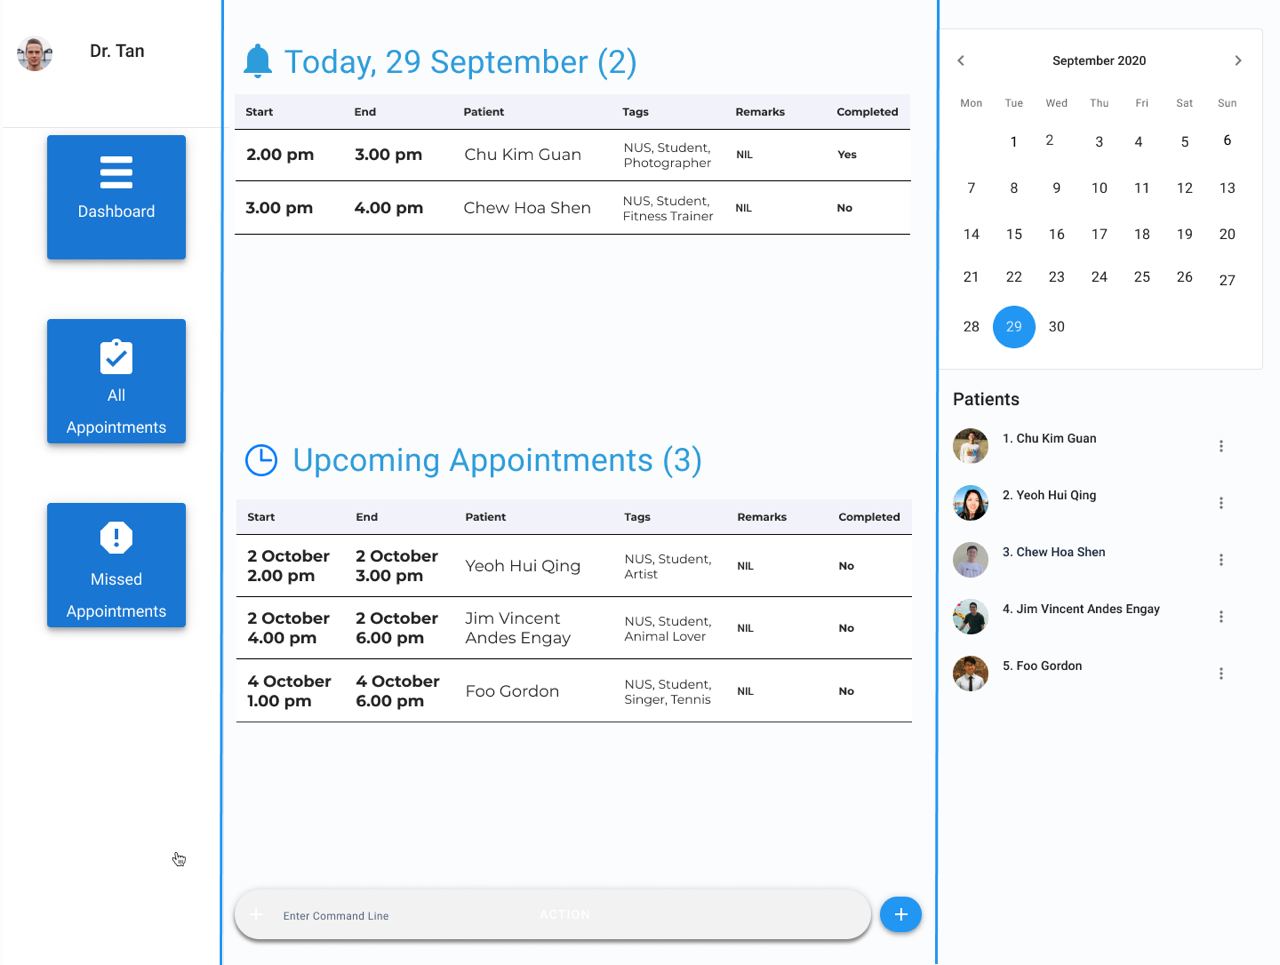 Dr. Tan
Dashboard
All
Appointments
Missed
Appointments
Today, 29 September (2)
Start End Patient Tags Remarks Completed
2.00 pm 3.00 pm Chu Kim Guan NUS, Student, Photographer NIL Yes
3.00 pm 4.00 pm Chew Hoa Shen NUS, Student, Fitness Trainer NIL No
Upcoming Appointments (3)
Start End Patient Tags Remarks Completed
2 October 2.00 pm 2 October 3.00 pm Yeoh Hui Qing NUS, Student, Artist NIL No
2 October 4.00 pm 2 October 6.00 pm Jim Vincent Andes Engay NUS, Student, Animal Lover NIL No
4 October 1.00 pm 4 October 6.00 pm Foo Gordon NUS, Student, Singer, Tennis NIL No
Enter Command Line ACTION
September 2020
Mon Tue Wed Thu Fri Sat Sun
1 2 3 4 5 6
7 8 9 10 11 12 13
14 15 16 17 18 19 20
21 22 23 24 25 26 27
28 29 30
Patients
1. Chu Kim Guan
2. Yeoh Hui Qing
3. Chew Hoa Shen
4. Jim Vincent Andes Engay
5. Foo Gordon